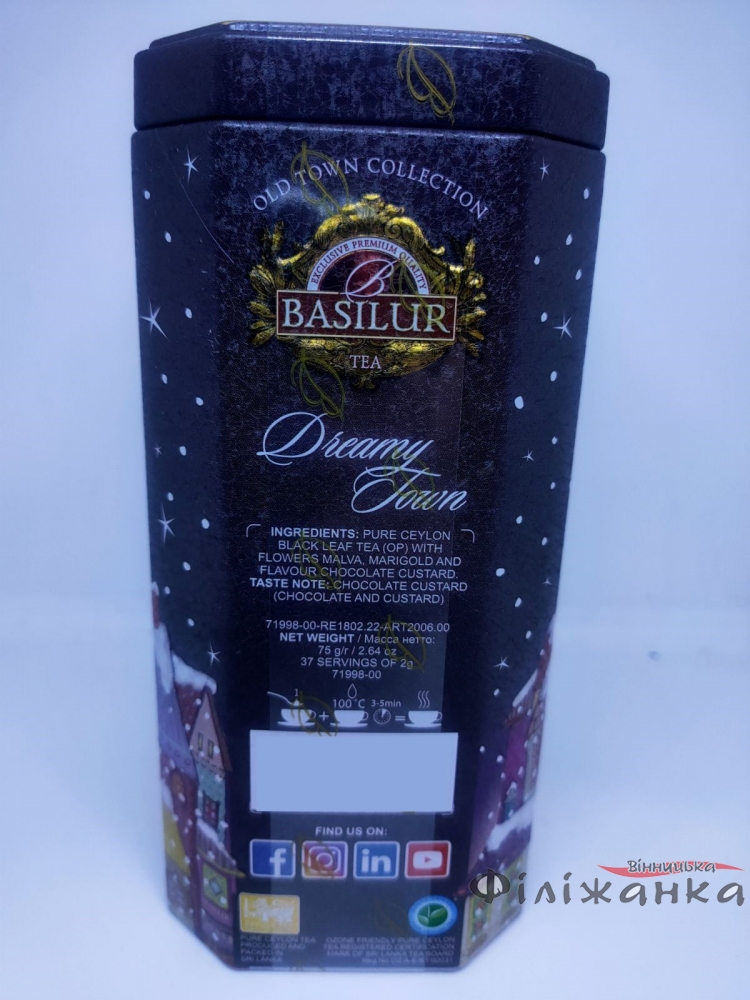 OLD TOWN COLLECTION
EXCLUSIVE PREMIUM QUALITY
B
BASILUR
TEA
Dreamy
Town
INGREDIENTS: PURE CEYLON
BLACK LEAF TEA (OP) WITH
FLOWERS MALVA, MARIGOLD AND
FLAVOUR CHOCOLATE CUSTARD.
TASTE NOTE: CHOCOLATE CUSTARD
(CHOCOLATE AND CUSTARD)
71998-00-RE1802.22-ART2006.00
NET WEIGHT / Масса нетто:
75 g/г / 2.64 oz
37 SERVINGS OF 2g
71998-00
1
100°C 3-5min
+ =
FIND US ON:
PURE CEYLON TEA
PRODUCED AND
PACKED IN
SRI LANKA
OZONE FRIENDLY PURE CEYLON
TEA REGISTERED CERTIFICATION
MARK OF SRI LANKA TEA BOARD
Вінницька
Філіжанка